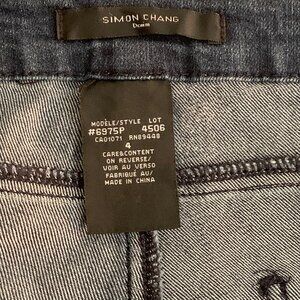 SIMON CHANG
Denim
MODÈLE/STYLE LOT
#6975P 4506
CA01071 RN89448
4
CARE&CONTENT
ON REVERSE/
VOIR AU VERSO
FABRIQUÉ AU/
MADE IN CHINA